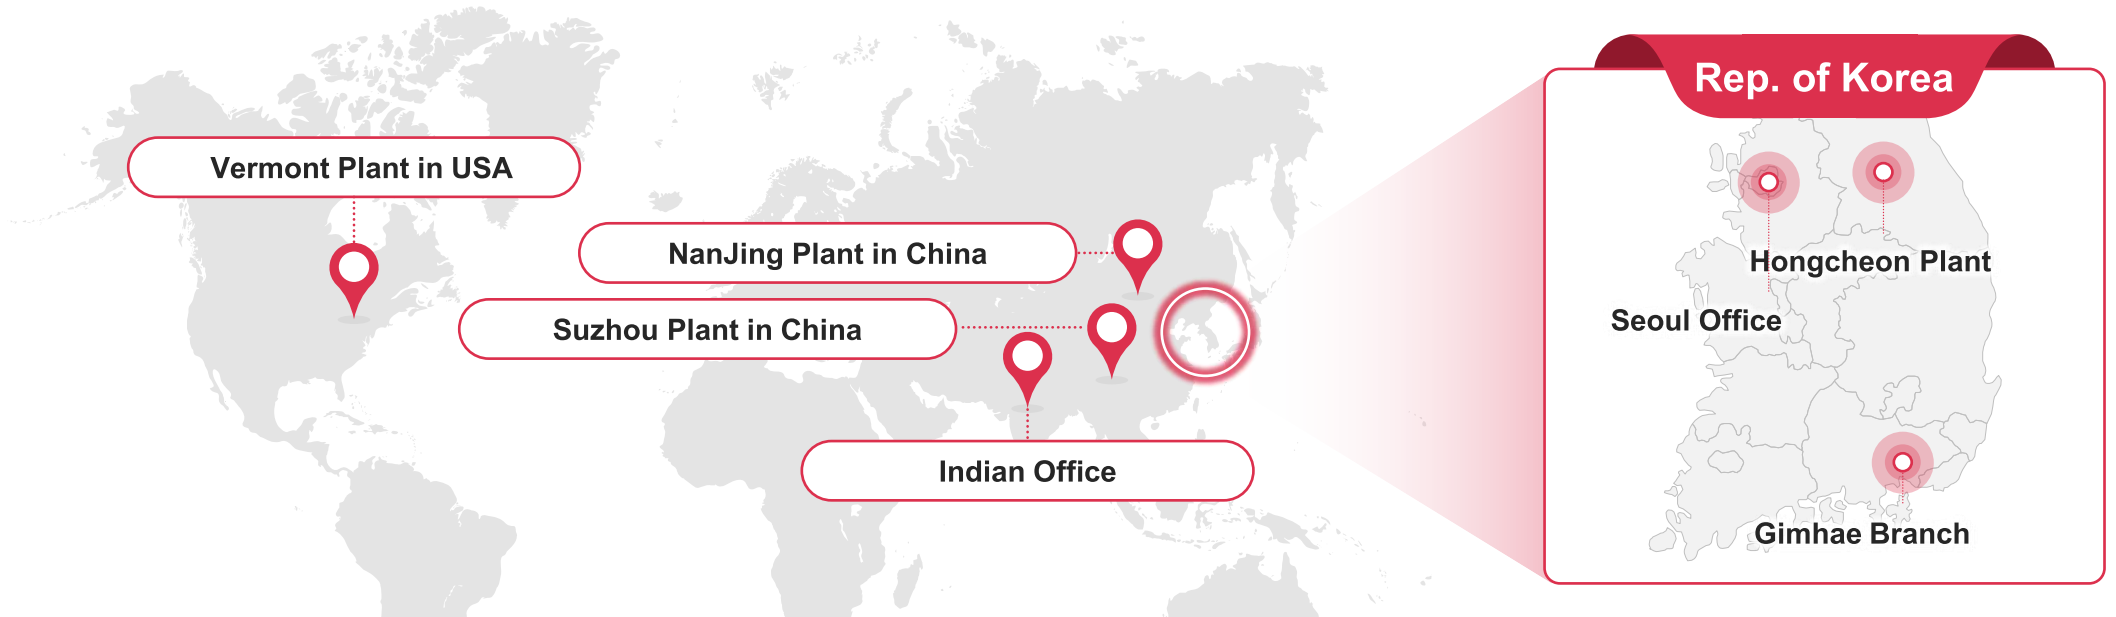 Vermont Plant in USA
NanJing Plant in China
Suzhou Plant in China
Indian Office
Rep. of Korea
Hongcheon Plant
Seoul Office
Gimhae Branch